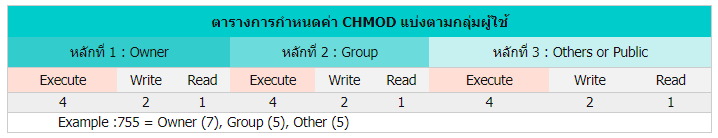 ตารางการกำหนดค่า CHMOD แบ่งตามกลุ่มผู้ใช้
หลักที่ 1 : Owner หลักที่ 2 : Group หลักที่ 3 : Others or Public
Execute Write Read Execute Write Read Execute Write Read
4 2 1 4 2 1 4 2 1
Example :755 = Owner (7), Group (5), Other (5)